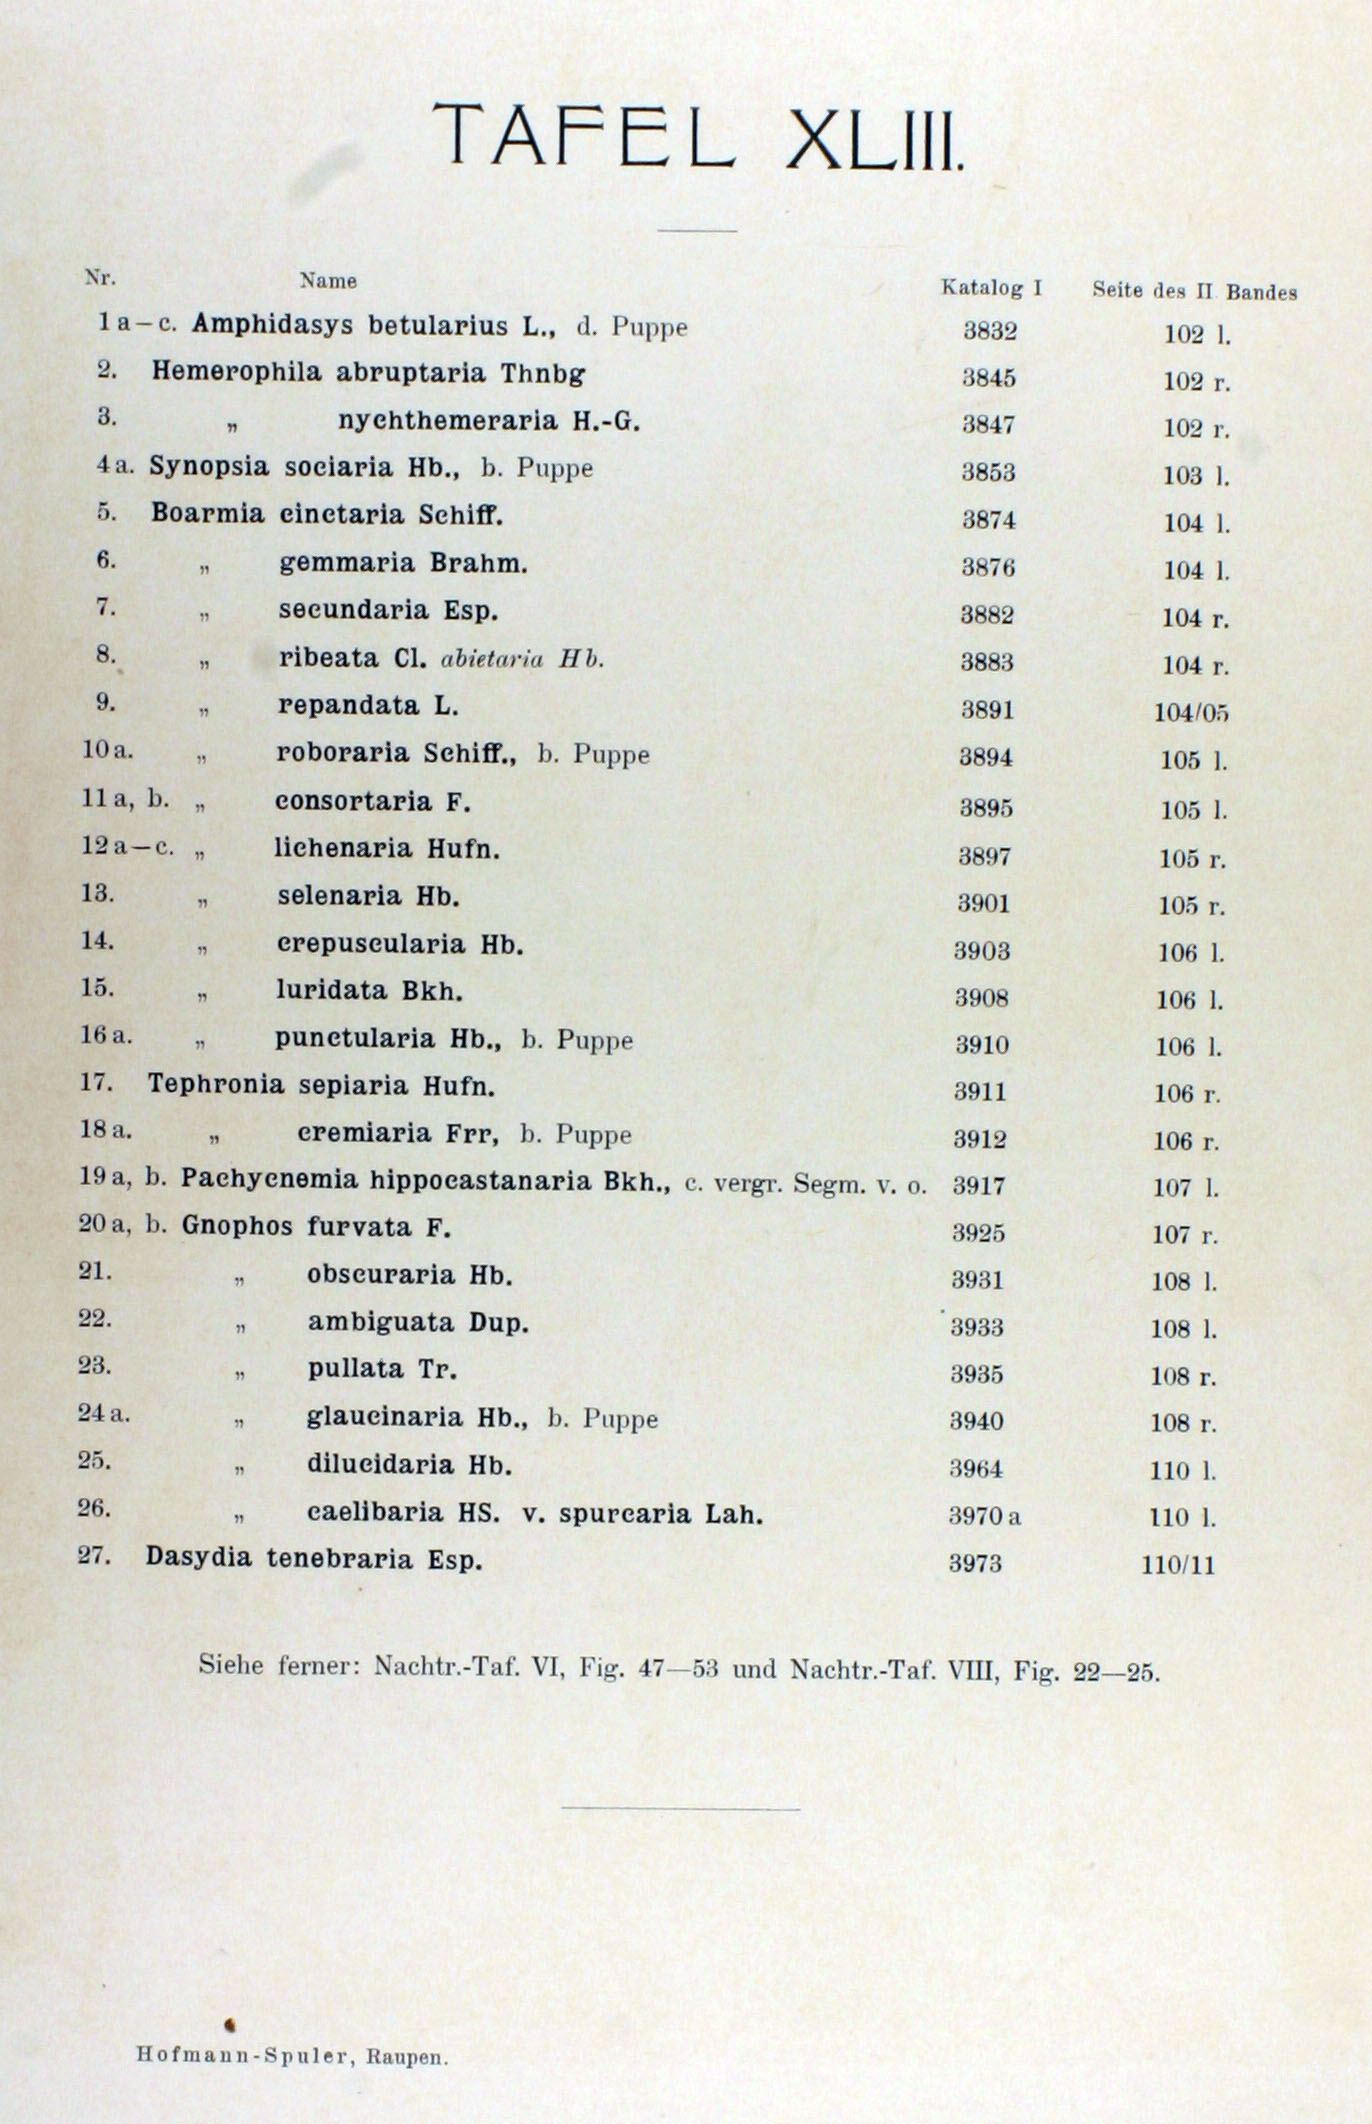 TAFEL XLIII.
Nr. Name Katalog I Seite des II Bandes
1a–c. Amphidasys betularius L., d. Puppe 3832 102 l.
2. Hemerophila abruptaria Thnbg 3845 102 r.
3. „ nychthemeraria H.-G. 3847 102 r.
4a. Synopsia sociaria Hb., b. Puppe 3853 103 l.
5. Boarmia cinctaria Schiff. 3874 104 l.
6. „ gemmaria Brahm. 3876 104 l.
7. „ secundaria Esp. 3882 104 r.
8. „ ribeata Cl. abietaria Hb. 3883 104 r.
9. „ repandata L. 3891 104/05
10a. „ roboraria Schiff., b. Puppe 3894 105 l.
11a, b. „ consortaria F. 3895 105 l.
12a–c. „ lichenaria Hufn. 3897 105 r.
13. „ selenaria Hb. 3901 105 r.
14. „ crepuscularia Hb. 3903 106 l.
15. „ luridata Bkh. 3908 106 l.
16a. „ punctularia Hb., b. Puppe 3910 106 l.
17. Tephronia sepiaria Hufn. 3911 106 r.
18a. „ cremiaria Frr, b. Puppe 3912 106 r.
19a, b. Pachycnemia hippocastanaria Bkh., c. vergr. Segm. v. o. 3917 107 l.
20a, b. Gnophos furvata F. 3925 107 r.
21. „ obscuraria Hb. 3931 108 l.
22. „ ambiguata Dup. 3933 108 l.
23. „ pullata Tr. 3935 108 r.
24a. „ glaucinaria Hb., b. Puppe 3940 108 r.
25. „ dilucidaria Hb. 3964 110 l.
26. „ caelibaria HS. v. spurcaria Lah. 3970a 110 l.
27. Dasydia tenebraria Esp. 3973 110/11
Siehe ferner: Nachtr.-Taf. VI, Fig. 47—53 und Nachtr.-Taf. VIII, Fig. 22—25.
Hofmann-Spuler, Raupen.